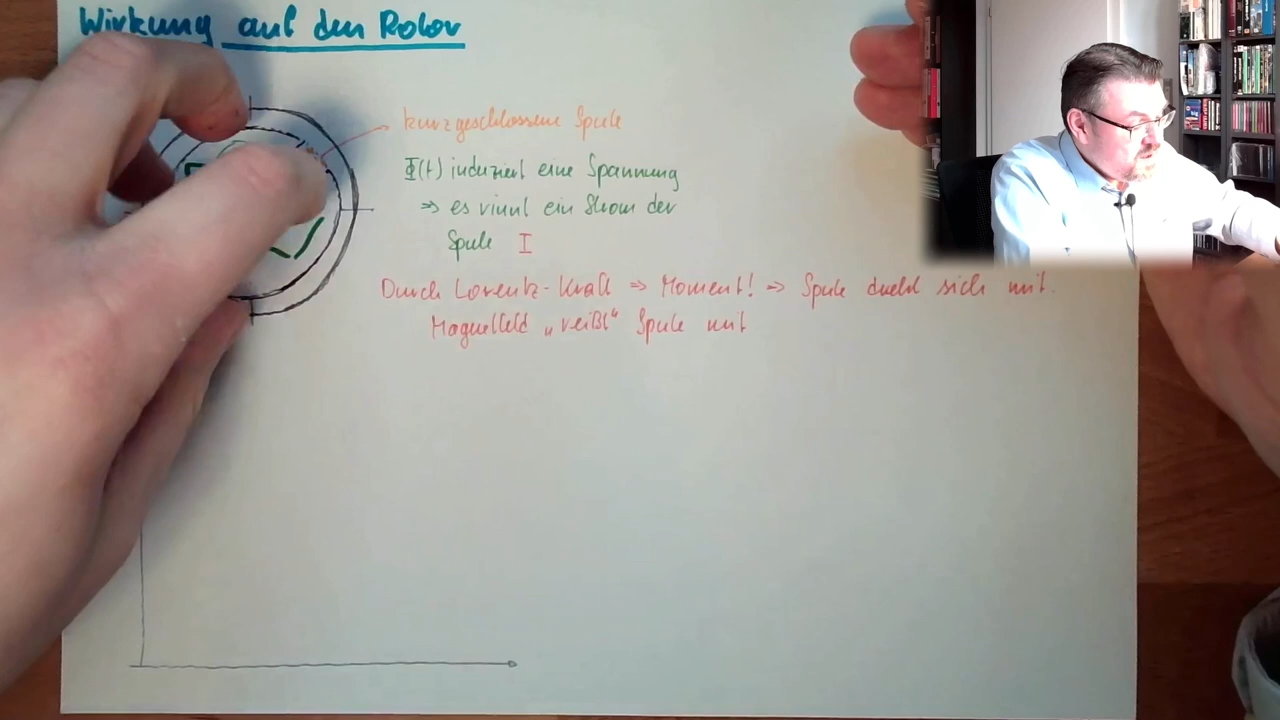 Wirkung auf den Rotor
kurzgeschlossene Spule
Φ(t) induziert eine Spannung
⇒ es rinnt ein Strom der
Spule I
Durch Lorentz-Kraft ⇒ Moment! ⇒ Spule dreht sich mit.
Magnetfeld „reißt" Spule mit